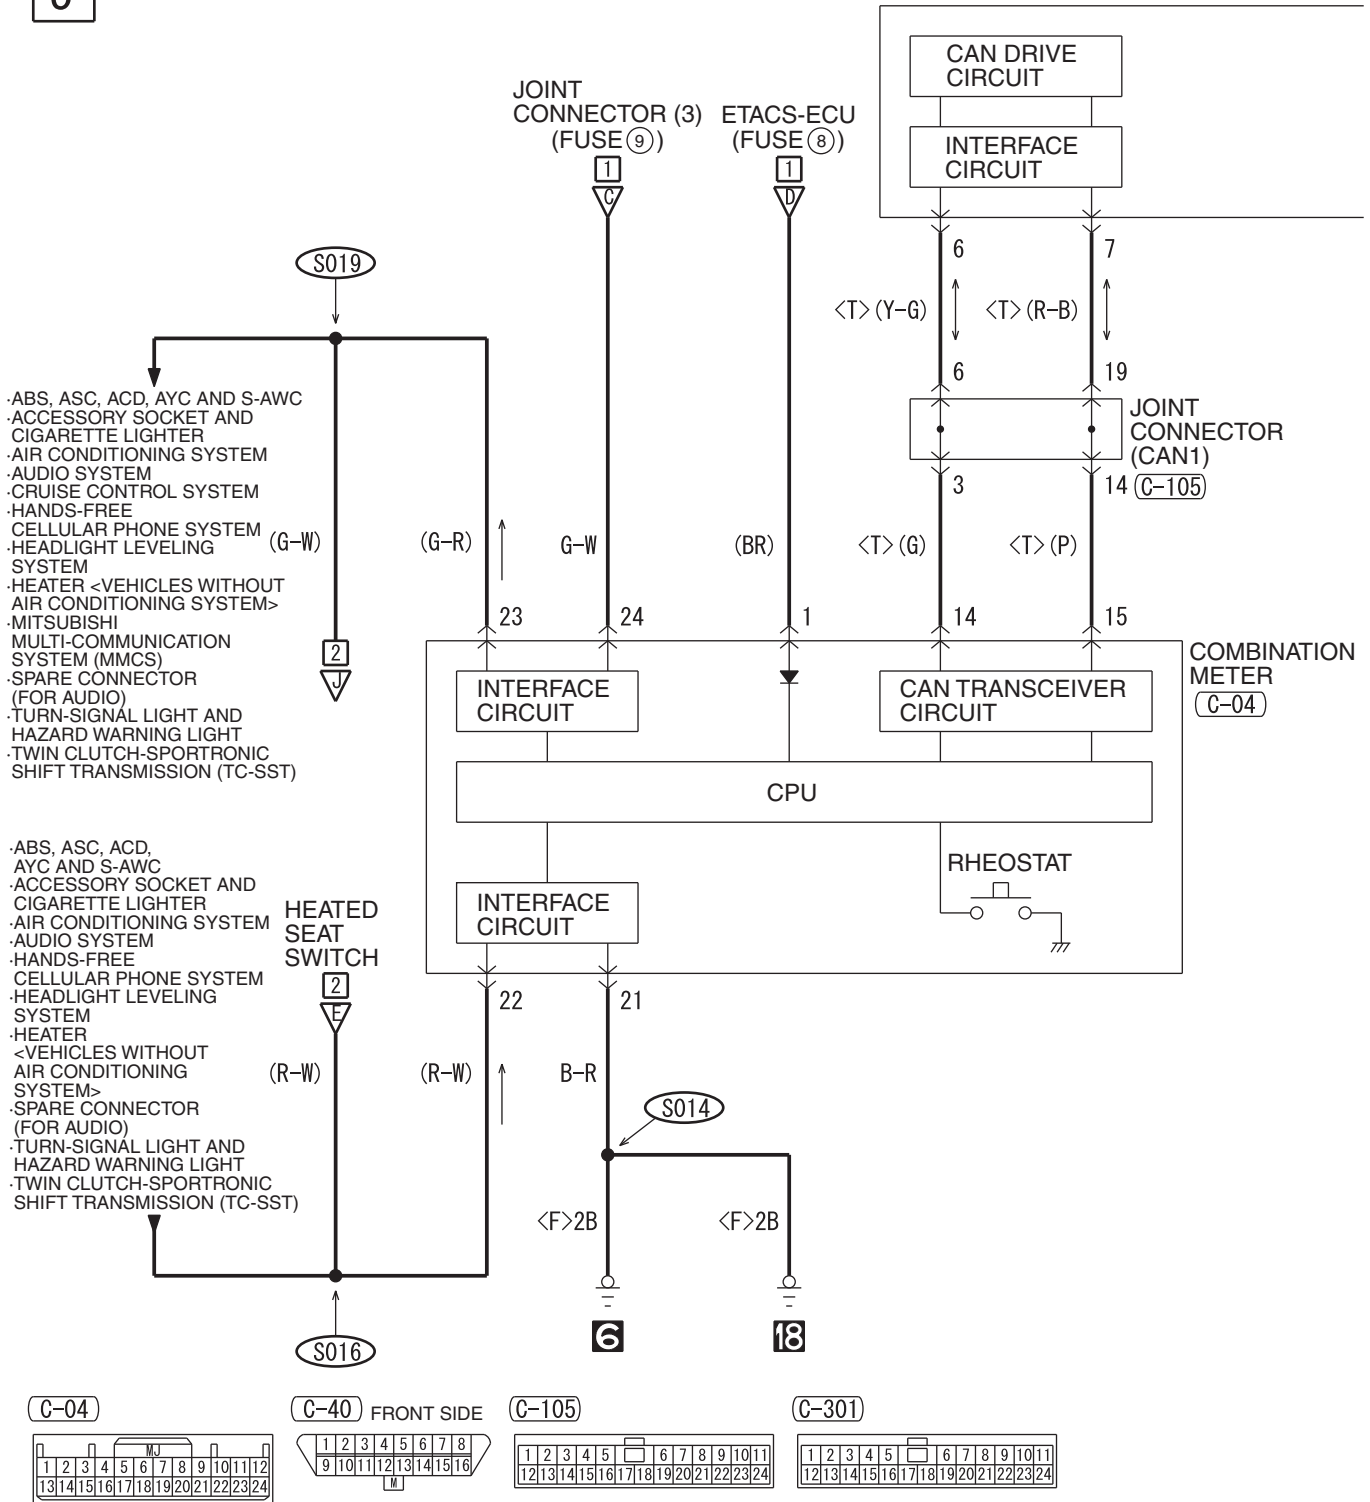 CAN DRIVE
CIRCUIT
INTERFACE
CIRCUIT
JOINT
CONNECTOR (3)
(FUSE ⑨)
1
C
ETACS-ECU
(FUSE ⑧)
1
D
6
7
<T>(Y-G)
<T>(R-B)
6
19
JOINT
CONNECTOR
(CAN1)
C-105
3
14
S019
·ABS, ASC, ACD, AYC AND S-AWC
·ACCESSORY SOCKET AND
CIGARETTE LIGHTER
·AIR CONDITIONING SYSTEM
·AUDIO SYSTEM
·CRUISE CONTROL SYSTEM
·HANDS-FREE
CELLULAR PHONE SYSTEM
·HEADLIGHT LEVELING
SYSTEM
·HEATER <VEHICLES WITHOUT
AIR CONDITIONING SYSTEM>
·MITSUBISHI
MULTI-COMMUNICATION
SYSTEM (MMCS)
·SPARE CONNECTOR
(FOR AUDIO)
·TURN-SIGNAL LIGHT AND
HAZARD WARNING LIGHT
·TWIN CLUTCH-SPORTRONIC
SHIFT TRANSMISSION (TC-SST)
(G-W)
(G-R)
G-W
(BR)
<T>(G)
<T>(P)
2
J
23
24
1
14
15
COMBINATION
METER
C-04
INTERFACE
CIRCUIT
CAN TRANSCEIVER
CIRCUIT
CPU
RHEOSTAT
INTERFACE
CIRCUIT
22
21
·ABS, ASC, ACD,
AYC AND S-AWC
·ACCESSORY SOCKET AND
CIGARETTE LIGHTER
·AIR CONDITIONING SYSTEM
·AUDIO SYSTEM
·HANDS-FREE
CELLULAR PHONE SYSTEM
·HEADLIGHT LEVELING
SYSTEM
·HEATER
<VEHICLES WITHOUT
AIR CONDITIONING
SYSTEM>
·SPARE CONNECTOR
(FOR AUDIO)
·TURN-SIGNAL LIGHT AND
HAZARD WARNING LIGHT
·TWIN CLUTCH-SPORTRONIC
SHIFT TRANSMISSION (TC-SST)
HEATED
SEAT
SWITCH
2
E
(R-W)
(R-W)
B-R
S014
<F>2B
<F>2B
6
18
S016
C-04
MJ
1 2 3 4 5 6 7 8 9 10 11 12
13 14 15 16 17 18 19 20 21 22 23 24
C-40 FRONT SIDE
1 2 3 4 5 6 7 8
9 10 11 12 13 14 15 16
M
C-105
1 2 3 4 5 6 7 8 9 10 11
12 13 14 15 16 17 18 19 20 21 22 23 24
C-301
1 2 3 4 5 6 7 8 9 10 11
12 13 14 15 16 17 18 19 20 21 22 23 24